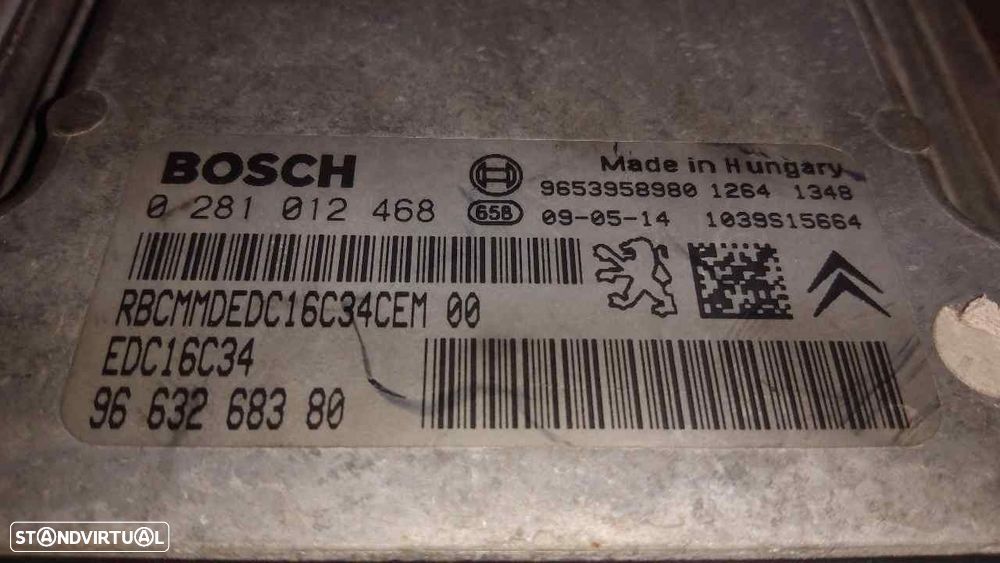 BOSCH
Made in Hungary
0 281 012 468
65B
9653958980 1264 1348
09-05-14 1039S15664
RBCMMDEDC16C34CEM 00
EDC16C34
96 632 683 80
STANDVIRTUAL